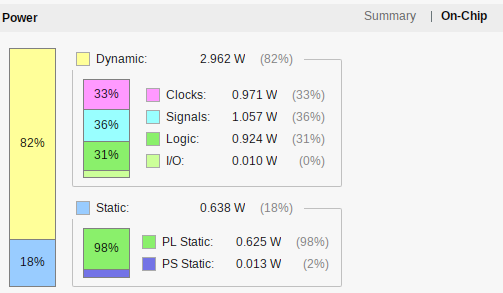 Power Summary | On-Chip
Dynamic: 2.962 W (82%)
33% Clocks: 0.971 W (33%)
36% Signals: 1.057 W (36%)
82% 31% Logic: 0.924 W (31%)
I/O: 0.010 W (0%)
Static: 0.638 W (18%)
98% PL Static: 0.625 W (98%)
18% PS Static: 0.013 W (2%)